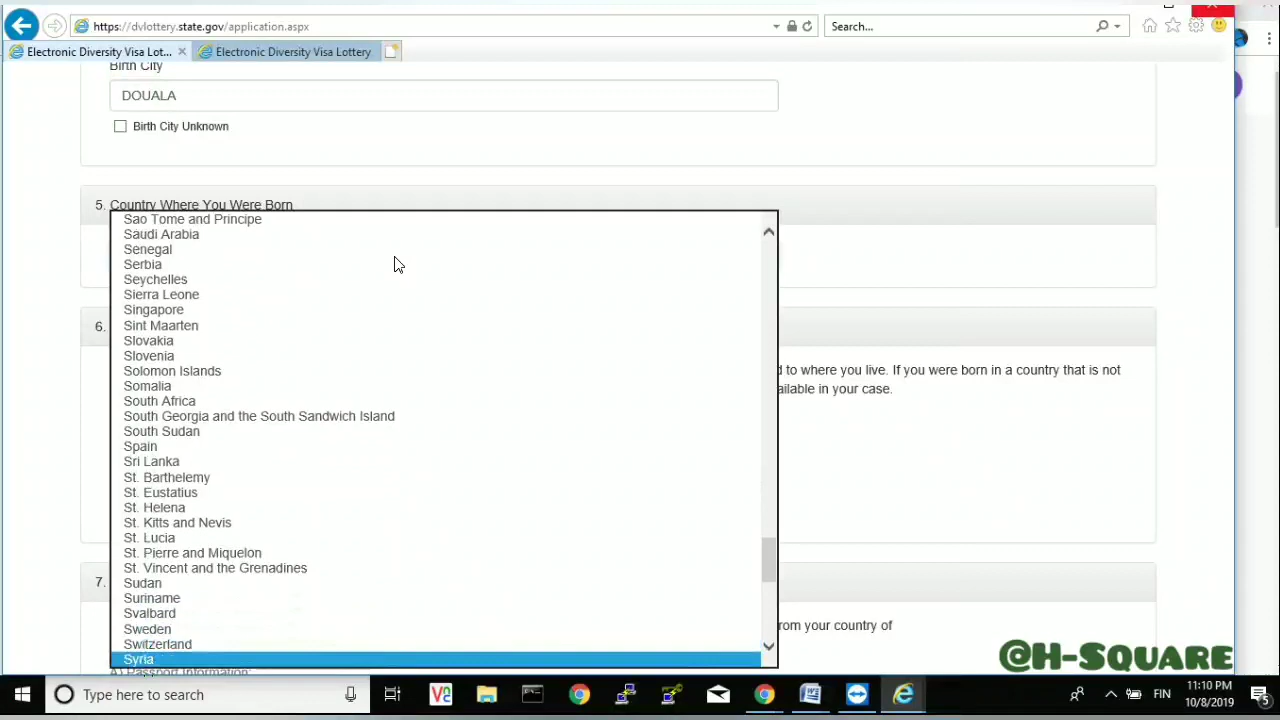 https://dvlottery.state.gov/application.aspx
Search...
Electronic Diversity Visa Lot...
Electronic Diversity Visa Lottery
Birth City
DOUALA
Birth City Unknown
5. Country Where You Were Born
Sao Tome and Principe
Saudi Arabia
Senegal
Serbia
Seychelles
Sierra Leone
Singapore
Sint Maarten
6.
Slovakia
Slovenia
Solomon Islands
d to where you live. If you were born in a country that is not
Somalia
ailable in your case.
South Africa
South Georgia and the South Sandwich Island
South Sudan
Spain
Sri Lanka
St. Barthelemy
St. Eustatius
St. Helena
St. Kitts and Nevis
St. Lucia
St. Pierre and Miquelon
St. Vincent and the Grenadines
7.
Sudan
Suriname
Svalbard
Sweden
rom your country of
Switzerland
Syria
A) Passport Information:
@H-SQUARE
Type here to search
FIN
11:10 PM
10/8/2019
5